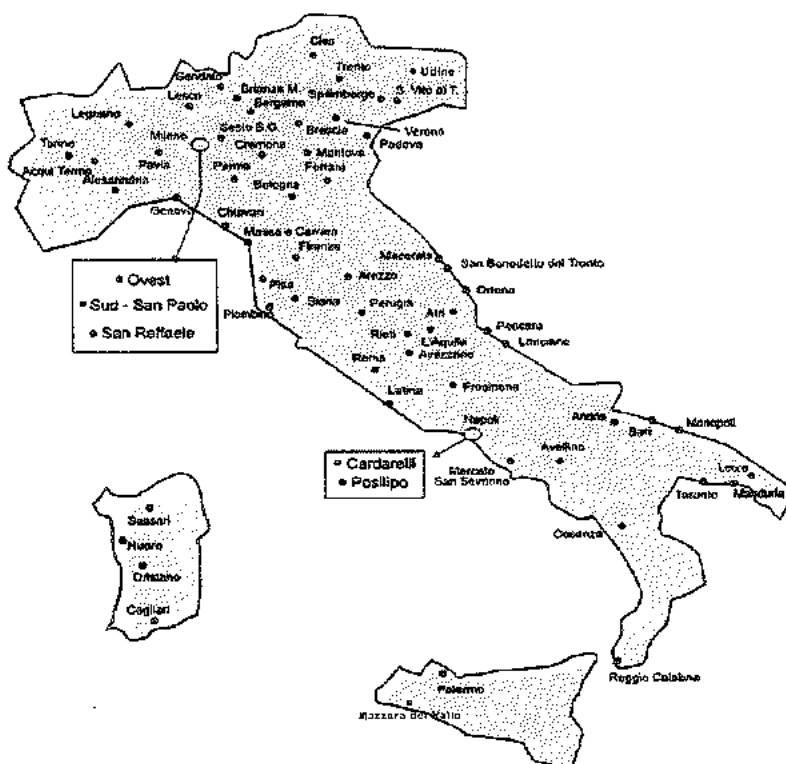 Cles
Trento
Udine
Spilimbergo
S. Vito al T.
Lecco
Bergamo
Legnano
Milano
Sesto S.G.
Brescia
Verona
Padova
Torino
Cremona
Mantova
Acqui Terme
Pavia
Parma
Ferrara
Alessandria
Bologna
Genova
Chiavari
Massa e Carrara
Firenze
Ovest
Sud - San Paolo
San Raffaele
Macerata
San Benedetto del Tronto
Pisa
Arezzo
Ortona
Siena
Piombino
Perugia
Atri
Rieti
L'Aquila
Pescara
Lanciano
Avezzano
Roma
Frosinone
Latina
Napoli
Andria
Bari
Monopoli
Cardarelli
Posilipo
Mercato
San Severino
Avellino
Lecce
Taranto
Manduria
Cosenza
Sassari
Nuoro
Oristano
Cagliari
Reggio Calabria
Palermo
Mazzara del Vallo